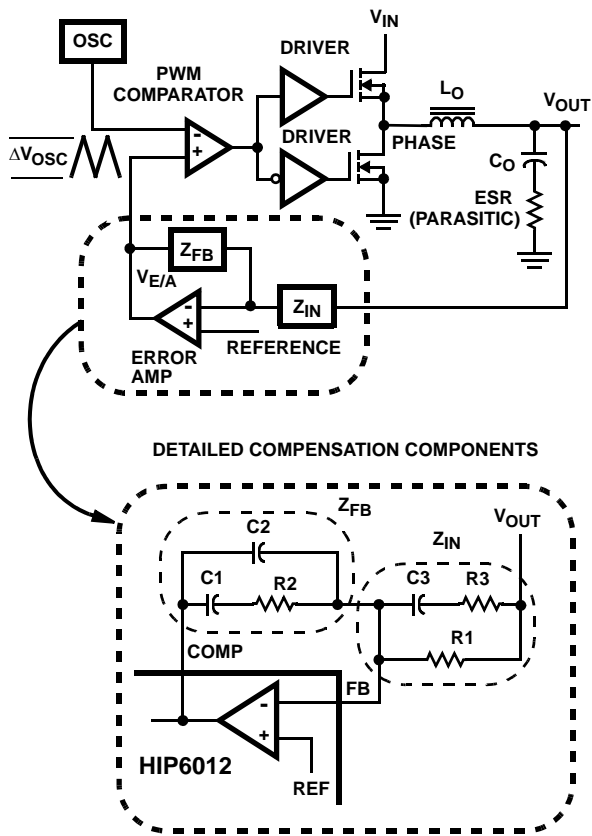 V_IN
OSC
DRIVER
PWM
COMPARATOR
L_O
V_OUT
-
+
DRIVER
PHASE
ΔV_OSC
C_O
ESR
(PARASITIC)
Z_FB
V_E/A
-
+
Z_IN
REFERENCE
ERROR
AMP
DETAILED COMPENSATION COMPONENTS
Z_FB
V_OUT
C2
Z_IN
C1
R2
C3
R3
R1
COMP
FB
-
+
HIP6012
REF